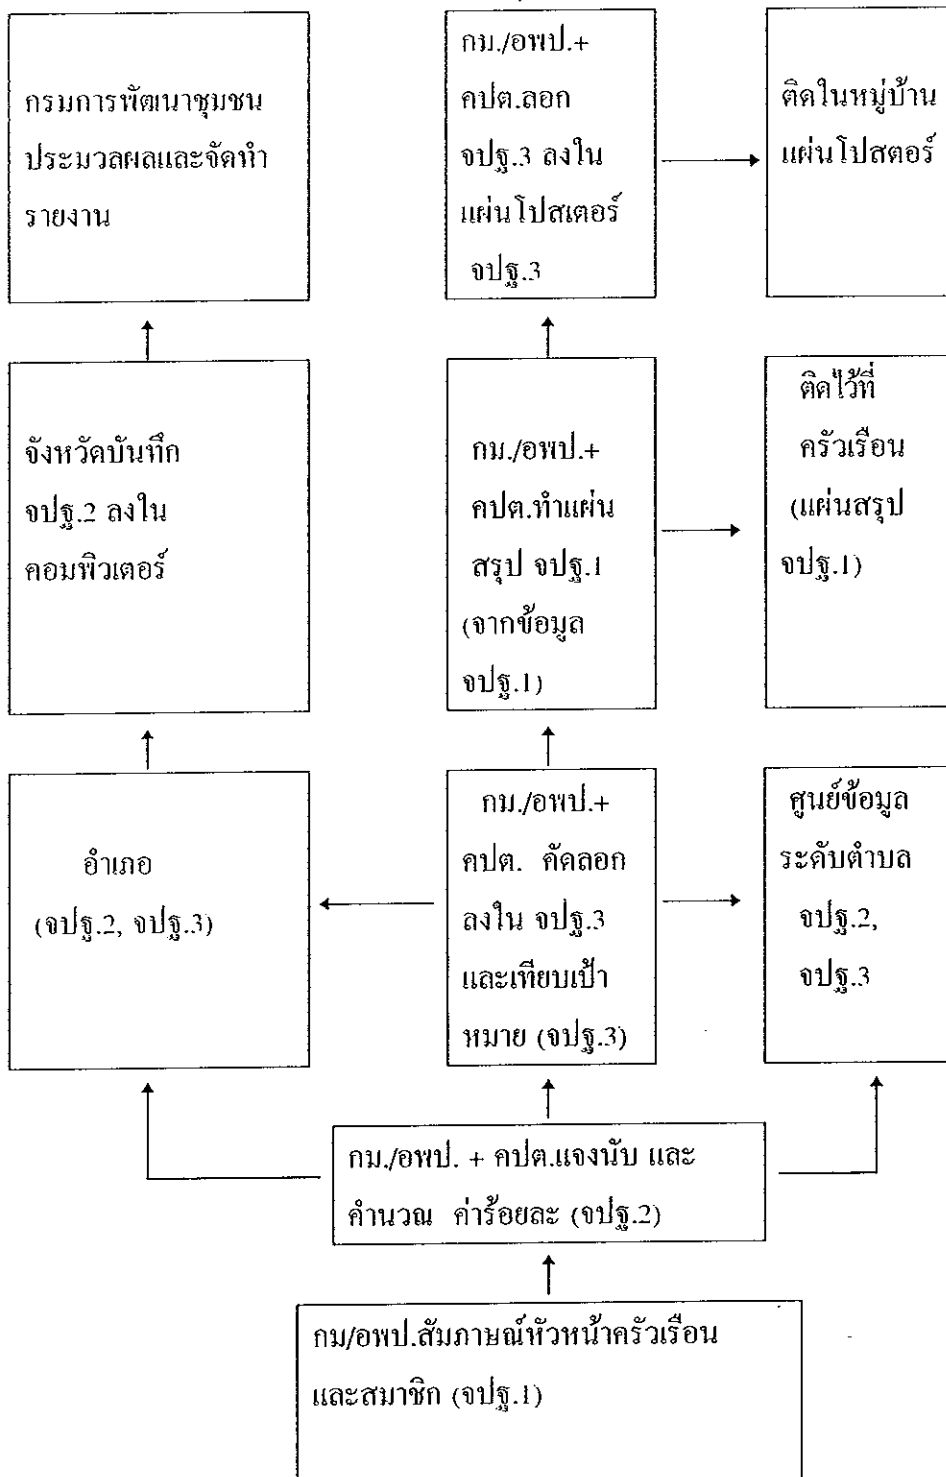 กรมการพัฒนาชุมชน
ประมวลผลและจัดทำ
รายงาน
กม./อพป.+
คปต.ลอก
จปฐ.3 ลงใน
แผ่นโปสเตอร์
จปฐ.3
ติดในหมู่บ้าน
แผ่นโปสตอร์
จังหวัดบันทึก
จปฐ.2 ลงใน
คอมพิวเตอร์
กม./อพป.+
คปต.ทำแผ่น
สรุป จปฐ.1
(จากข้อมูล
จปฐ.1)
ติดไว้ที่
ครัวเรือน
(แผ่นสรุป
จปฐ.1)
อำเภอ
(จปฐ.2, จปฐ.3)
กม./อพป.+
คปต. คัดลอก
ลงใน จปฐ.3
และเทียบเป้า
หมาย (จปฐ.3)
ศูนย์ข้อมูล
ระดับตำบล
จปฐ.2,
จปฐ.3
กม./อพป. + คปต.แจงนับ และ
คำนวณ ค่าร้อยละ (จปฐ.2)
กม/อพป.สัมภาษณ์หัวหน้าครัวเรือน
และสมาชิก (จปฐ.1)